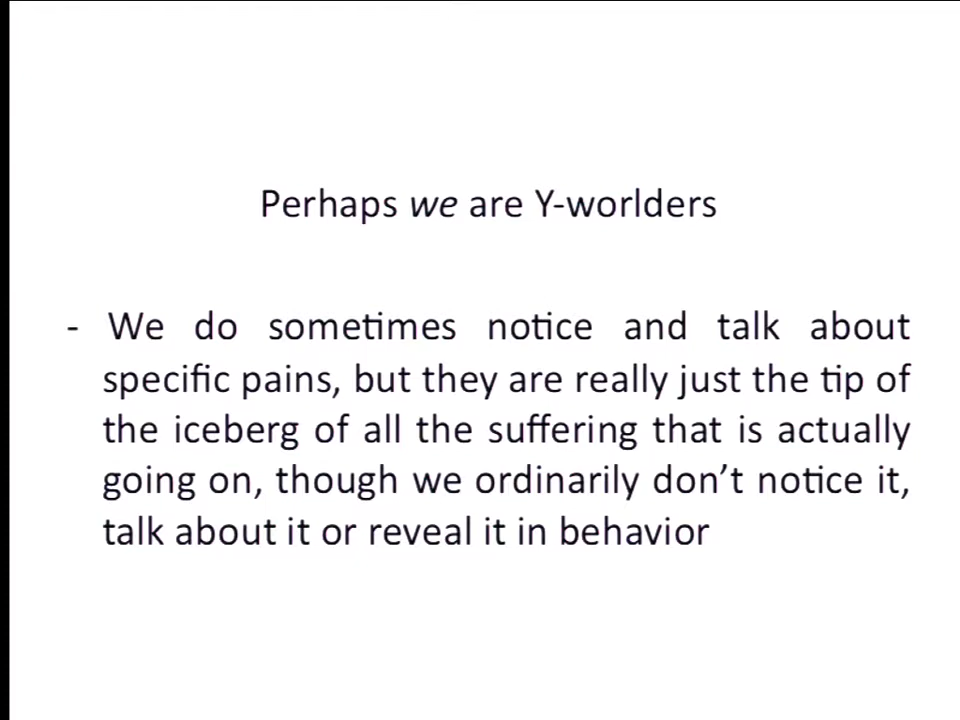 Perhaps we are Y-worlders
- We do sometimes notice and talk about
specific pains, but they are really just the tip of
the iceberg of all the suffering that is actually
going on, though we ordinarily don’t notice it,
talk about it or reveal it in behavior